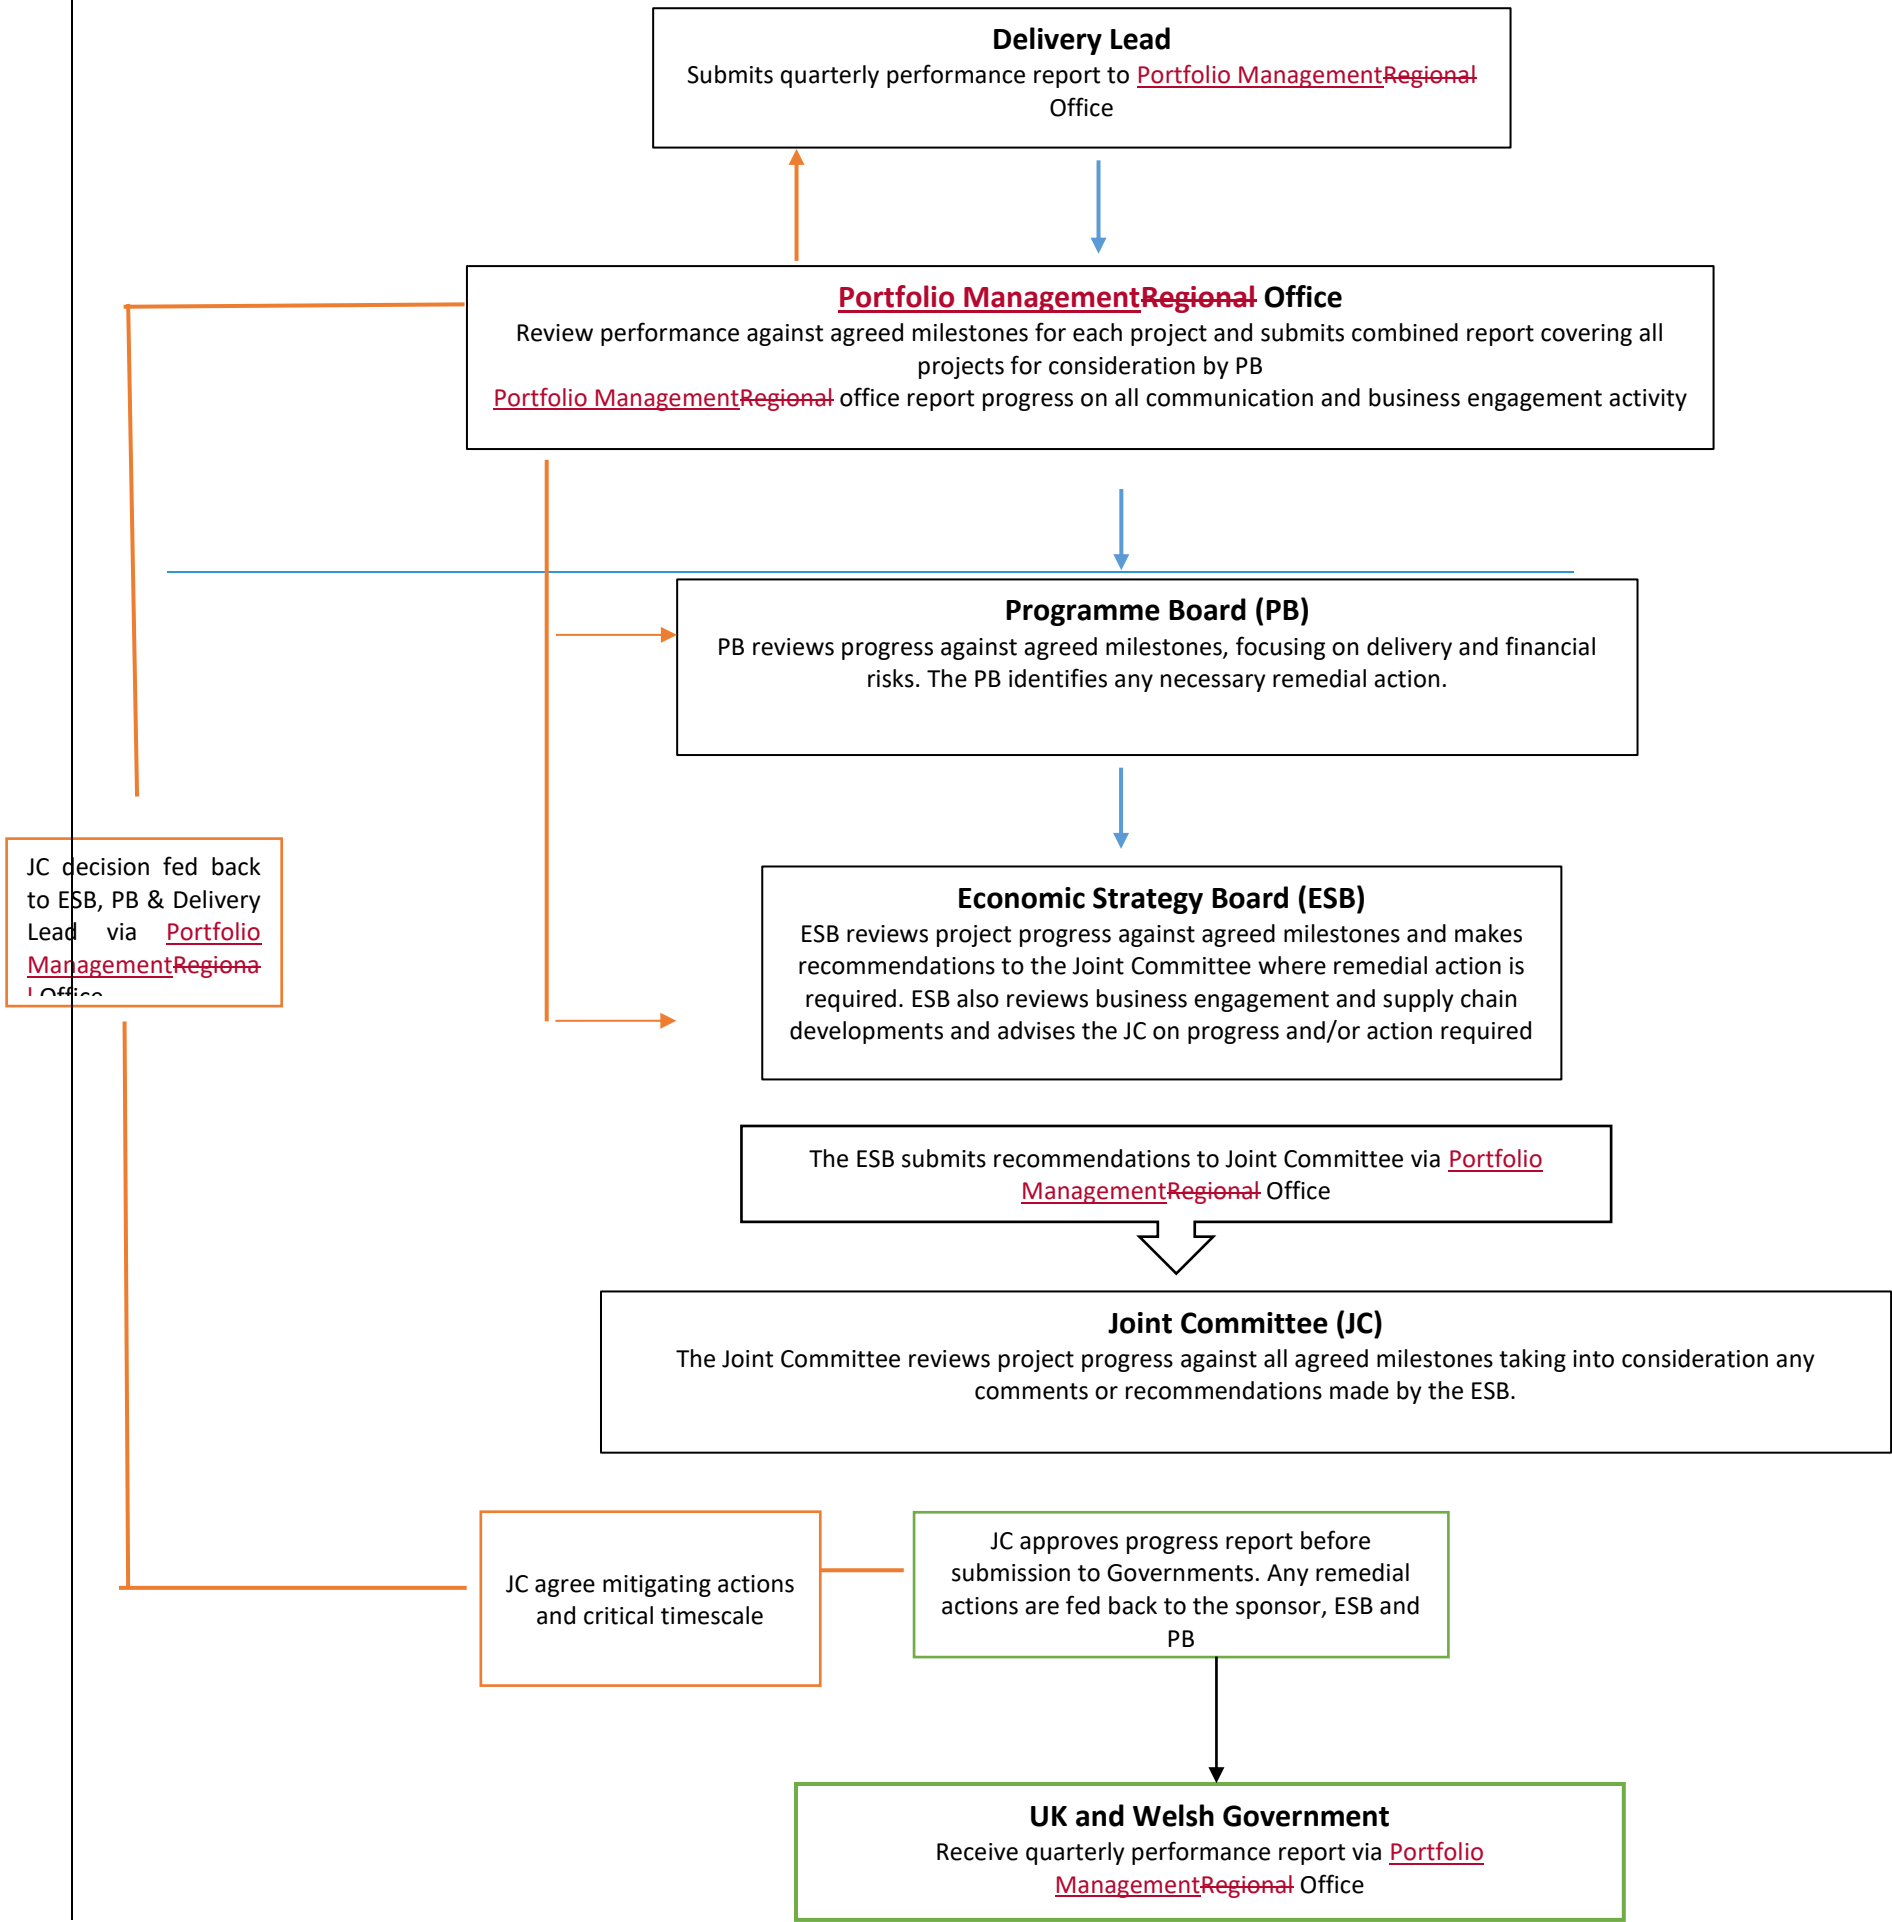 Delivery Lead
Submits quarterly performance report to Portfolio ManagementRegional
Office
Portfolio ManagementRegional Office
Review performance against agreed milestones for each project and submits combined report covering all
projects for consideration by PB
Portfolio ManagementRegional office report progress on all communication and business engagement activity
Programme Board (PB)
PB reviews progress against agreed milestones, focusing on delivery and financial
risks. The PB identifies any necessary remedial action.
JC decision fed back
to ESB, PB & Delivery
Lead via Portfolio
ManagementRegiona
l Office
Economic Strategy Board (ESB)
ESB reviews project progress against agreed milestones and makes
recommendations to the Joint Committee where remedial action is
required. ESB also reviews business engagement and supply chain
developments and advises the JC on progress and/or action required
The ESB submits recommendations to Joint Committee via Portfolio
ManagementRegional Office
Joint Committee (JC)
The Joint Committee reviews project progress against all agreed milestones taking into consideration any
comments or recommendations made by the ESB.
JC agree mitigating actions
and critical timescale
JC approves progress report before
submission to Governments. Any remedial
actions are fed back to the sponsor, ESB and
PB
UK and Welsh Government
Receive quarterly performance report via Portfolio
ManagementRegional Office